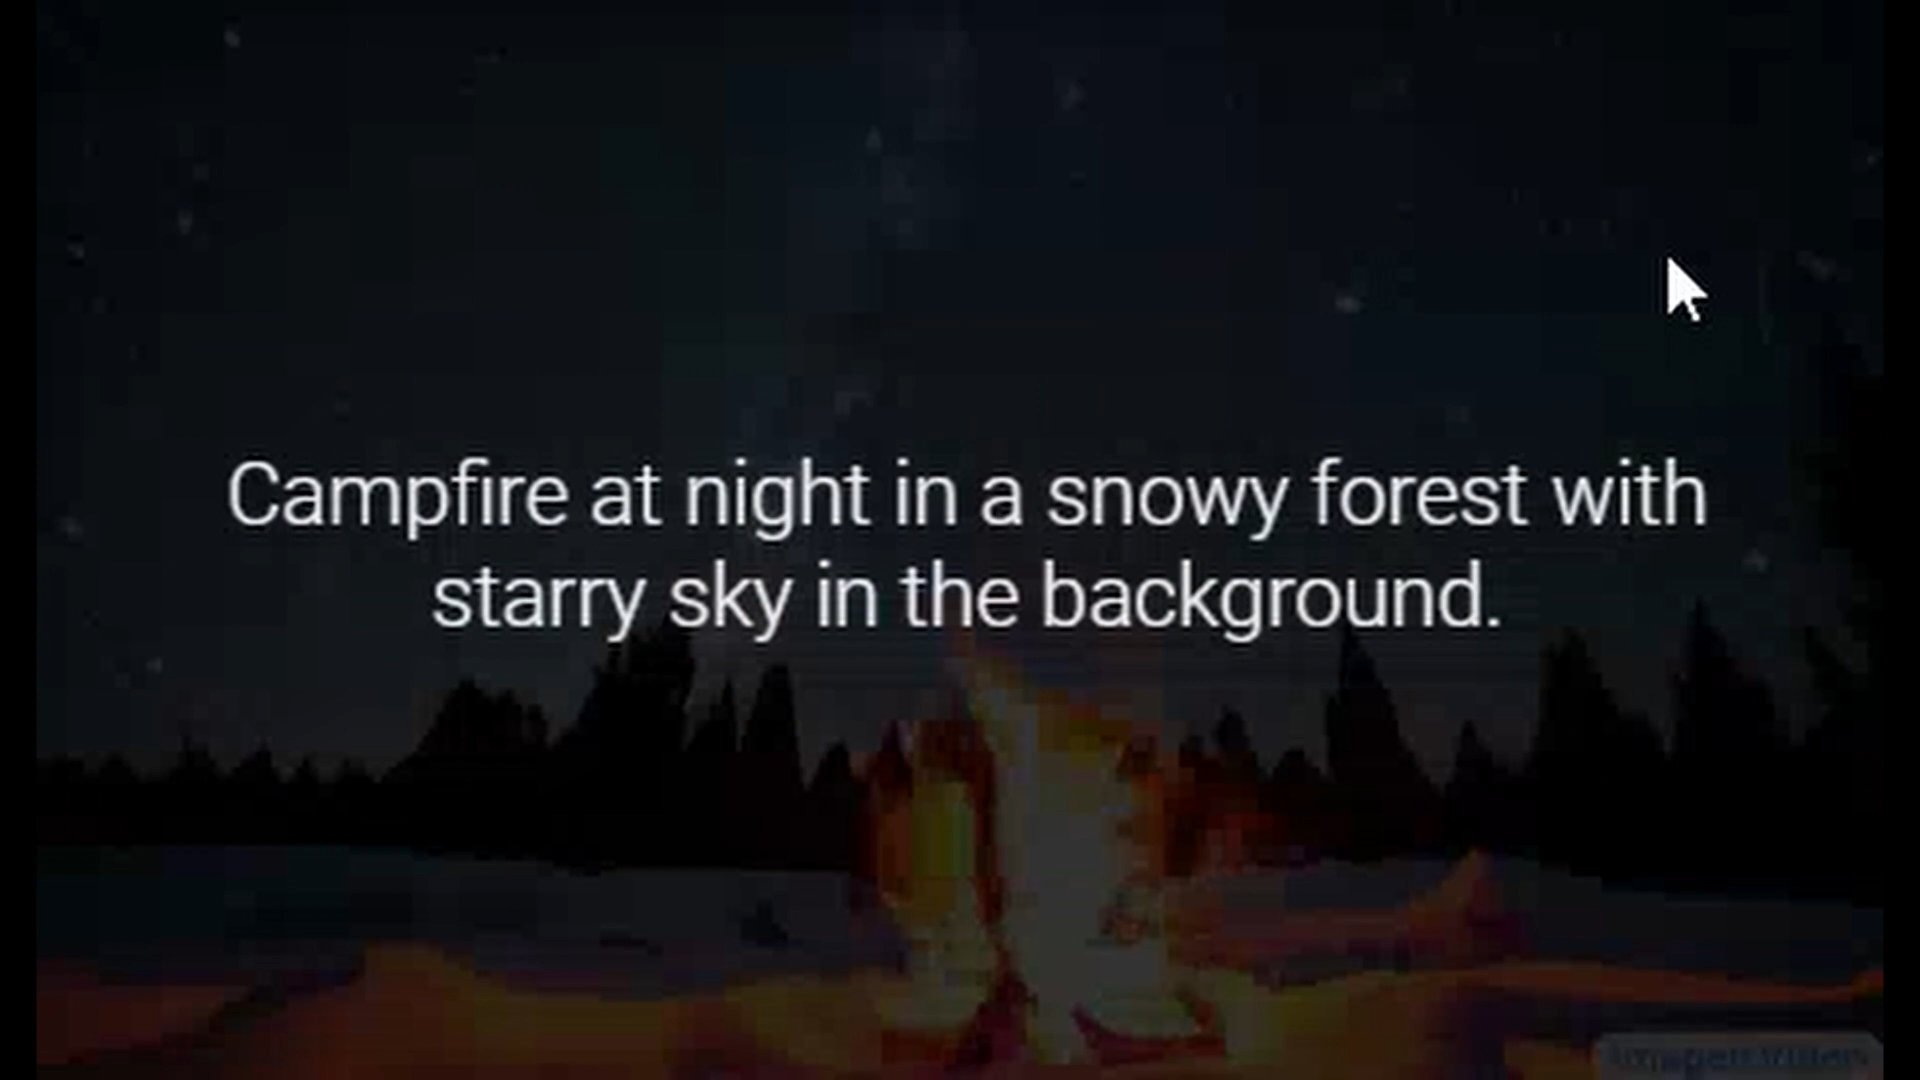 Campfire at night in a snowy forest with
starry sky in the background.